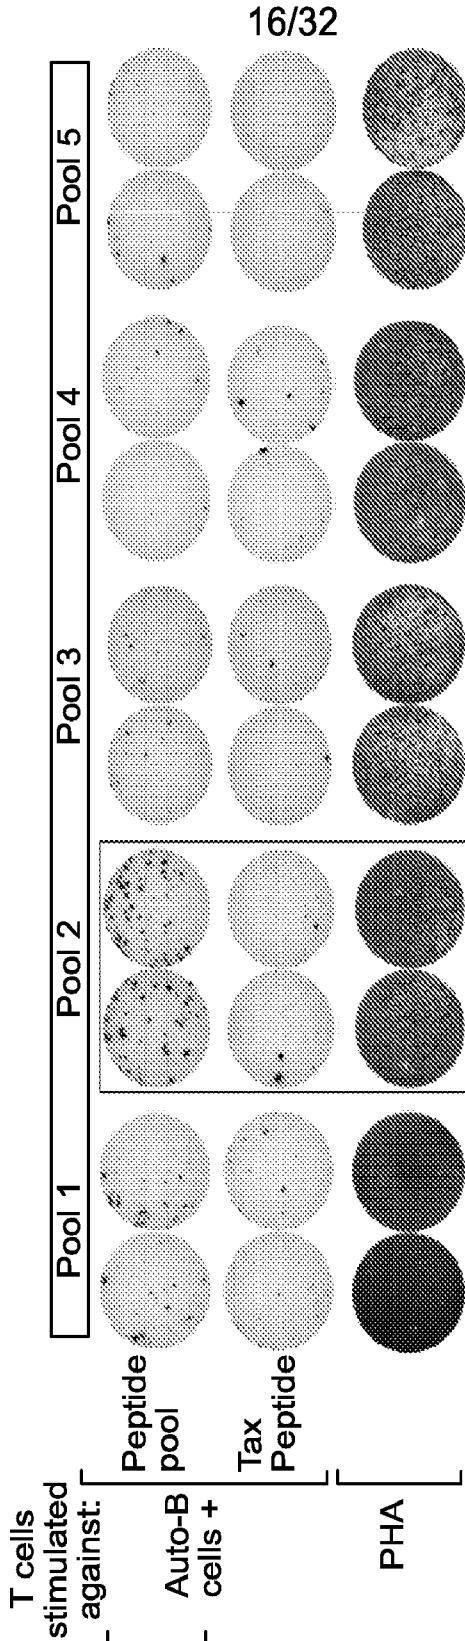 16/32
T cells
stimulated
against:
Pool 1
Pool 2
Pool 3
Pool 4
Pool 5
Auto-B
cells +
Peptide
pool
Tax
Peptide
PHA